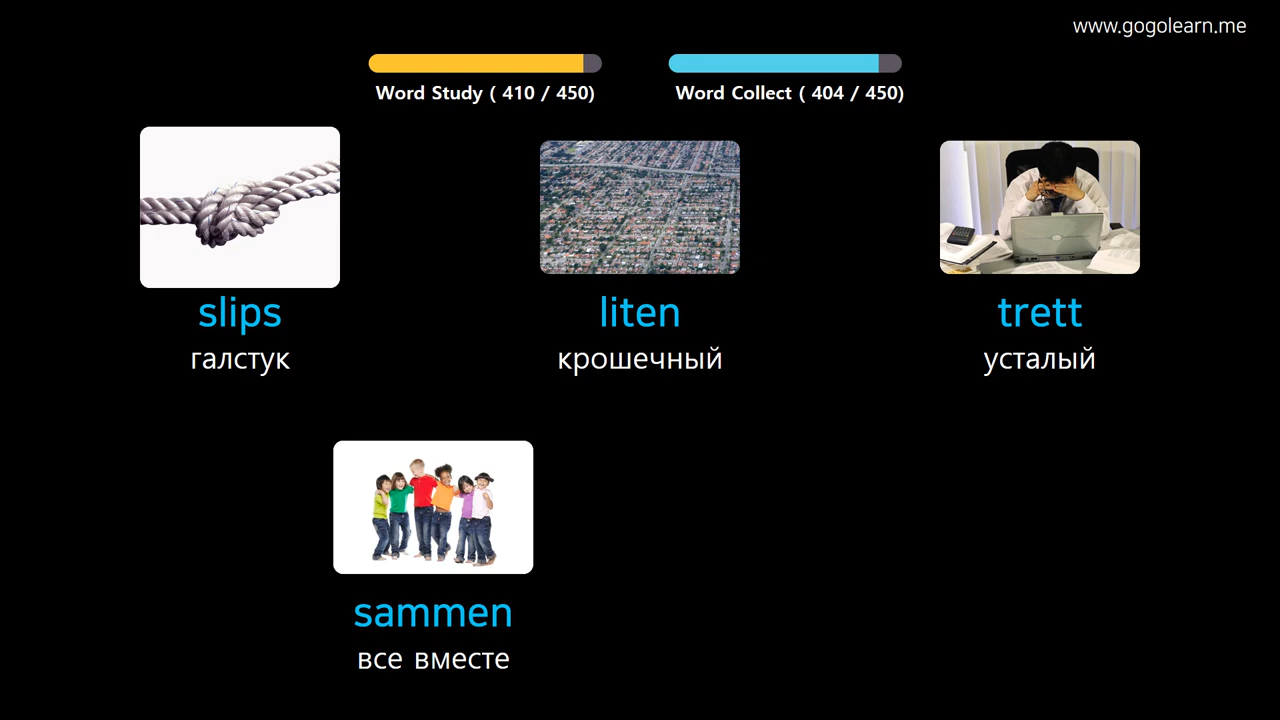 www.gogolearn.me
Word Study ( 410 / 450)
Word Collect ( 404 / 450)
slips
галстук
liten
крошечный
trett
усталый
sammen
все вместе